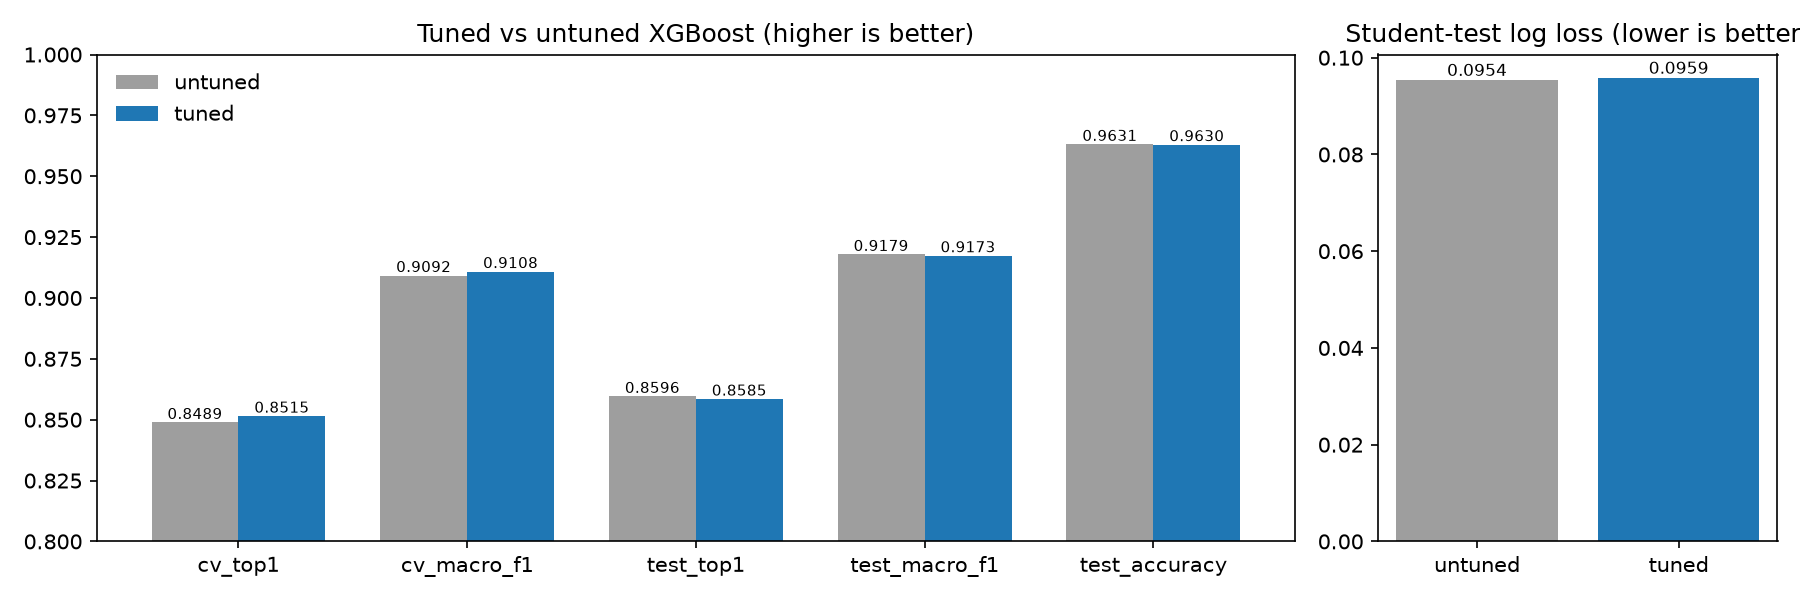 Tuned vs untuned XGBoost (higher is better)
1.000
0.975
0.950
0.925
0.900
0.875
0.850
0.825
0.800
untuned
tuned
0.8489
0.8515
0.9092
0.9108
0.8596
0.8585
0.9179
0.9173
0.9631
0.9630
cv_top1
cv_macro_f1
test_top1
test_macro_f1
test_accuracy
Student-test log loss (lower is better
0.10
0.08
0.06
0.04
0.02
0.00
0.0954
0.0959
untuned
tuned